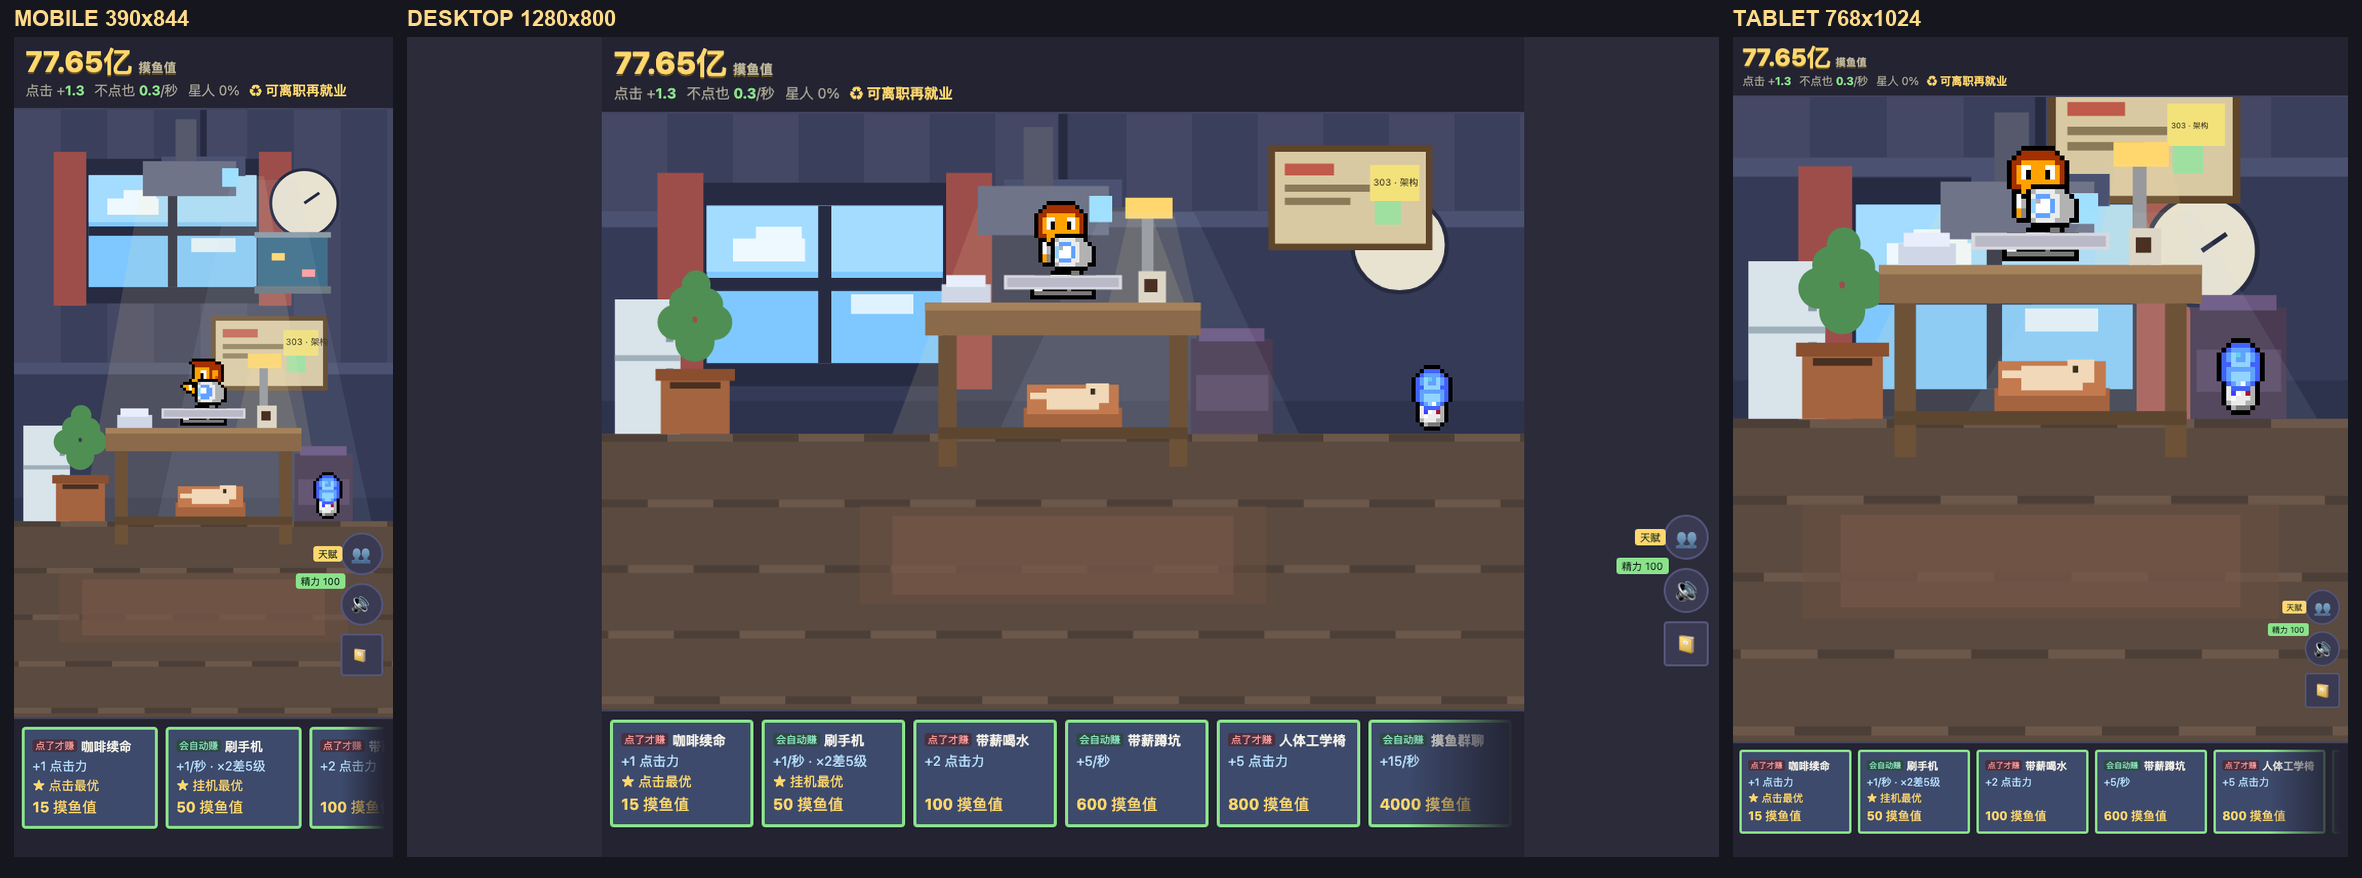 MOBILE 390x844
77.65亿 摸鱼值
点击 +1.3 不点也 0.3/秒 星人 0% ♻ 可离职再就业
303 · 架构
天赋
精力 100
点了才赚 咖啡续命
+1 点击力
★ 点击最优
15 摸鱼值
会自动赚 刷手机
+1/秒 · ×2差5级
★ 挂机最优
50 摸鱼值
点了才赚 带
+2 点击力
100 摸鱼
DESKTOP 1280x800
77.65亿 摸鱼值
点击 +1.3 不点也 0.3/秒 星人 0% ♻ 可离职再就业
303 · 架构
天赋
精力 100
点了才赚 咖啡续命
+1 点击力
★ 点击最优
15 摸鱼值
会自动赚 刷手机
+1/秒 · ×2差5级
★ 挂机最优
50 摸鱼值
点了才赚 带薪喝水
+2 点击力
100 摸鱼值
会自动赚 带薪蹲坑
+5/秒
600 摸鱼值
点了才赚 人体工学椅
+5 点击力
800 摸鱼值
会自动赚 摸鱼群聊
+15/秒
4000 摸鱼值
TABLET 768x1024
77.65亿 摸鱼值
点击 +1.3 不点也 0.3/秒 星人 0% ♻ 可离职再就业
303 · 架构
天赋
精力 100
点了才赚 咖啡续命
+1 点击力
★ 点击最优
15 摸鱼值
会自动赚 刷手机
+1/秒 · ×2差5级
★ 挂机最优
50 摸鱼值
点了才赚 带薪喝水
+2 点击力
100 摸鱼值
会自动赚 带薪蹲坑
+5/秒
600 摸鱼值
点了才赚 人体工学椅
+5 点击力
800 摸鱼值